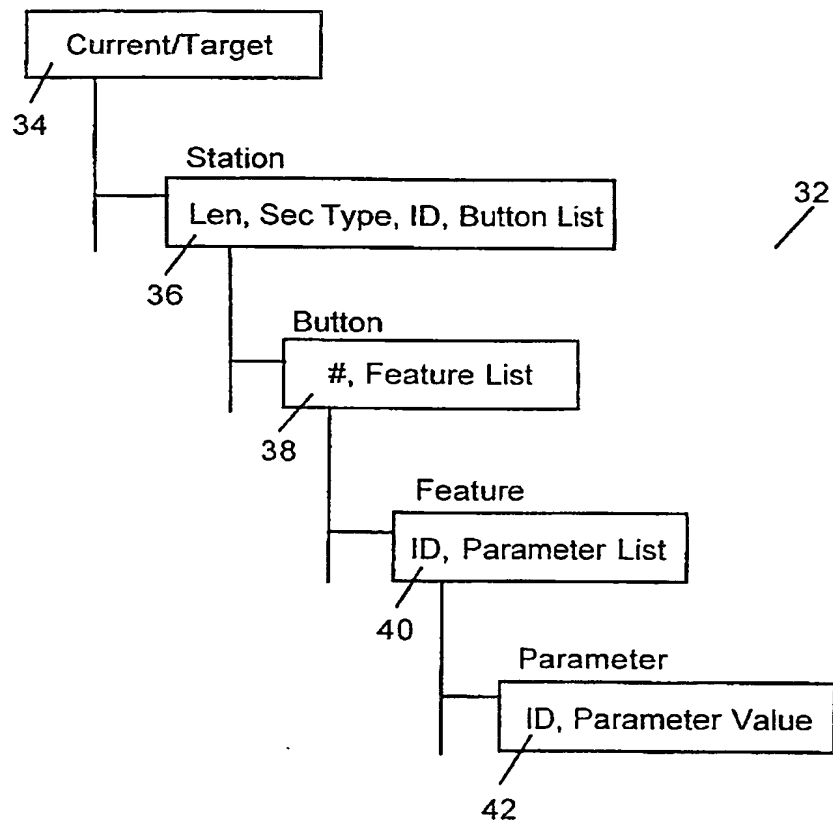 Current/Target
34
Station
32
Len, Sec Type, ID, Button List
36
Button
#, Feature List
38
Feature
ID, Parameter List
40
Parameter
ID, Parameter Value
42